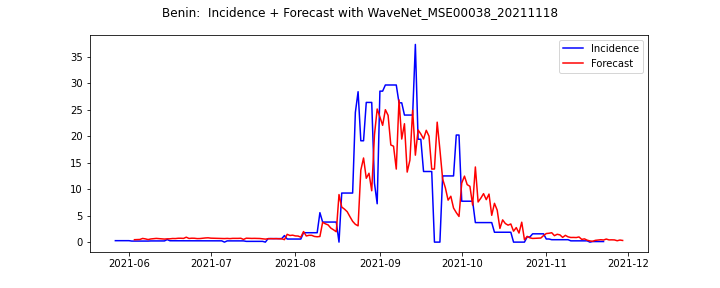 Benin:  Incidence + Forecast with WaveNet_MSE00038_20211118
Incidence
Forecast
35
30
25
20
15
10
5
0
2021-06 2021-07 2021-08 2021-09 2021-10 2021-11 2021-12